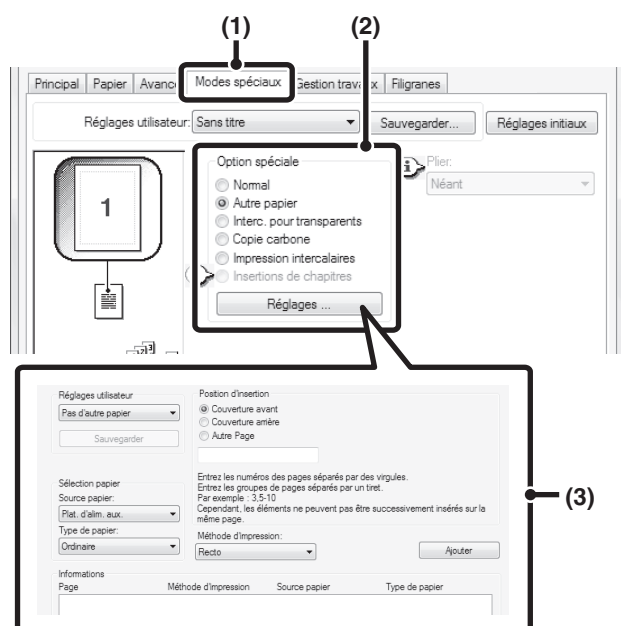 (1) (2)
Principal Papier Avancé Modes spéciaux Gestion travaux Filigranes
Réglages utilisateur: Sans titre Sauvegarder... Réglages initiaux
Option spéciale
Normal
Autre papier
Interc. pour transparents
Copie carbone
Impression intercalaires
Insertions de chapitres
Réglages ...
Plier:
Néant
1
Réglages utilisateur
Pas d'autre papier
Sauvegarder
Position d'insertion
Couverture avant
Couverture arrière
Autre Page
Sélection papier
Source papier:
Plat. d'alim. aux.
Type de papier:
Ordinaire
Entrez les numéros des pages séparés par des virgules.
Entrez les groupes de pages séparés par un tiret.
Par exemple : 3,5-10
Cependant, les éléments ne peuvent pas être successivement insérés sur la
même page.
Méthode d'impression:
Recto Ajouter
(3)
Informations
Page Méthode d'impression Source papier Type de papier